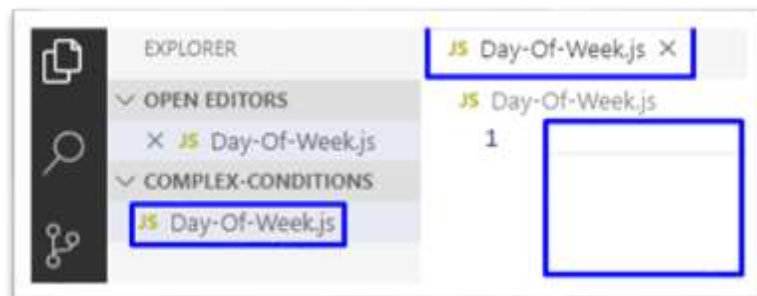 EXPLORER
OPEN EDITORS
JS Day-Of-Week.js
COMPLEX-CONDITIONS
JS Day-Of-Week.js
JS Day-Of-Week.js
JS Day-Of-Week.js
1